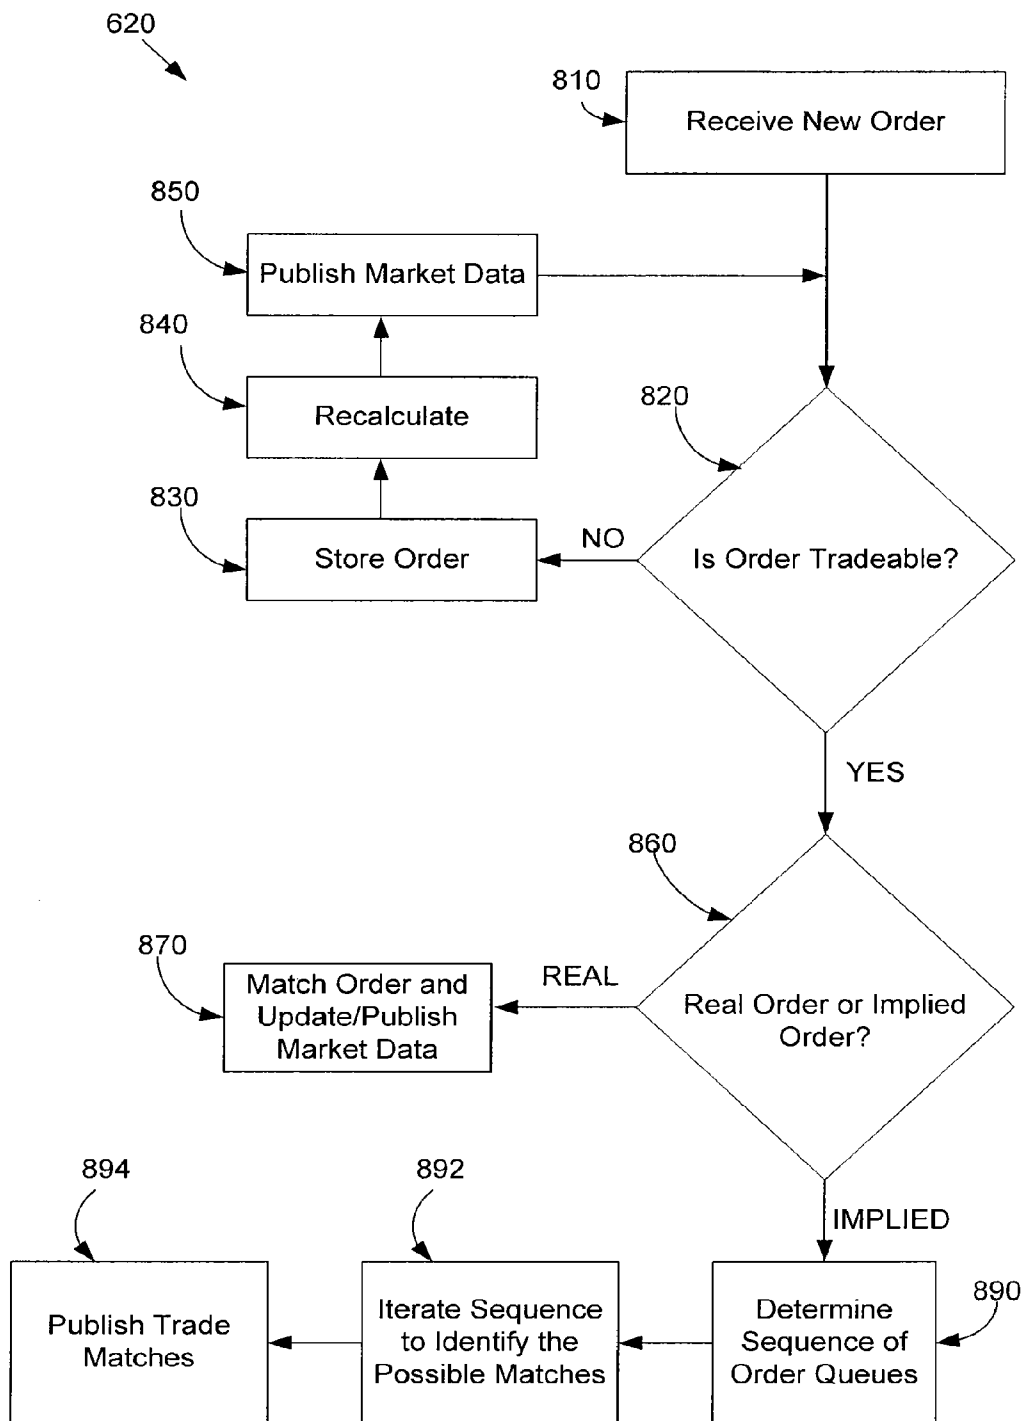 620
810
Receive New Order
850
Publish Market Data
840
Recalculate
820
830
Store Order
NO
Is Order Tradeable?
YES
860
870
REAL
Match Order and
Update/Publish
Market Data
Real Order or Implied
Order?
894
892
IMPLIED
890
Publish Trade
Matches
Iterate Sequence
to Identify the
Possible Matches
Determine
Sequence of
Order Queues